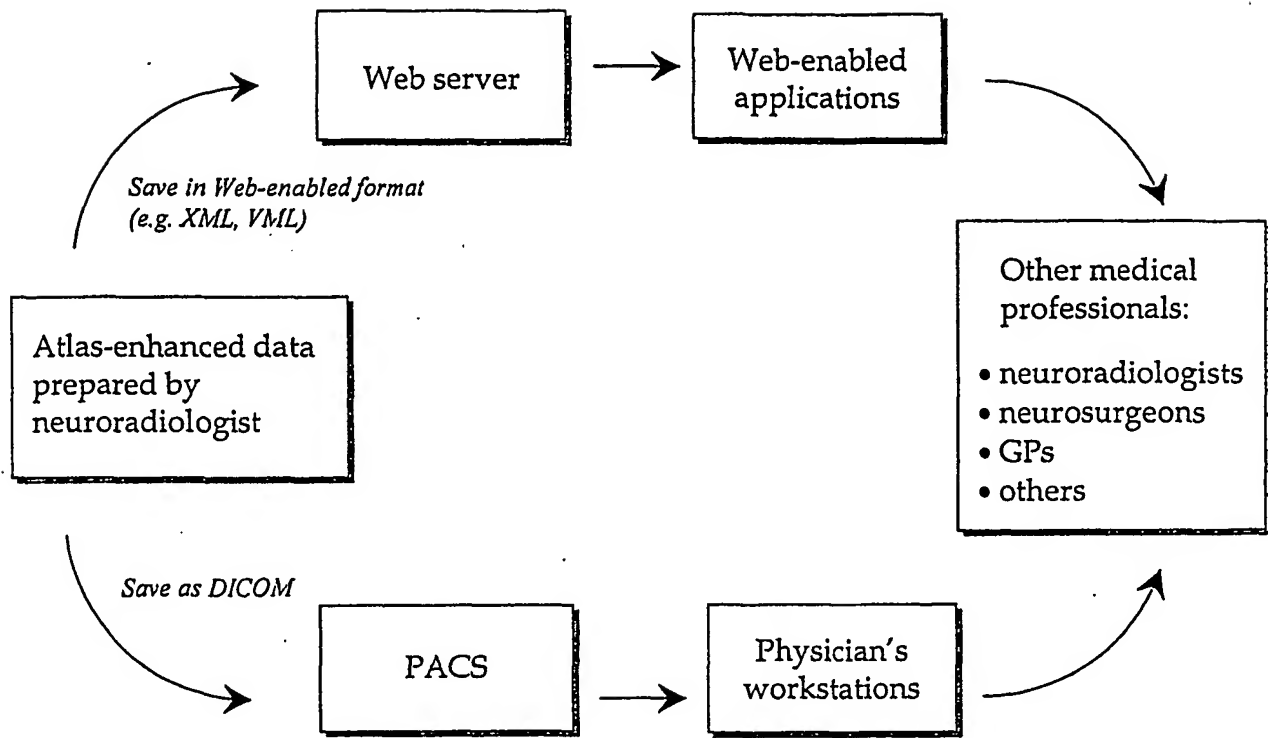 Web server
Web-enabled
applications
Save in Web-enabled format
(e.g. XML, VML)
Atlas-enhanced data
prepared by
neuroradiologist
Other medical
professionals:
• neuroradiologists
• neurosurgeons
• GPs
• others
Save as DICOM
PACS
Physician's
workstations